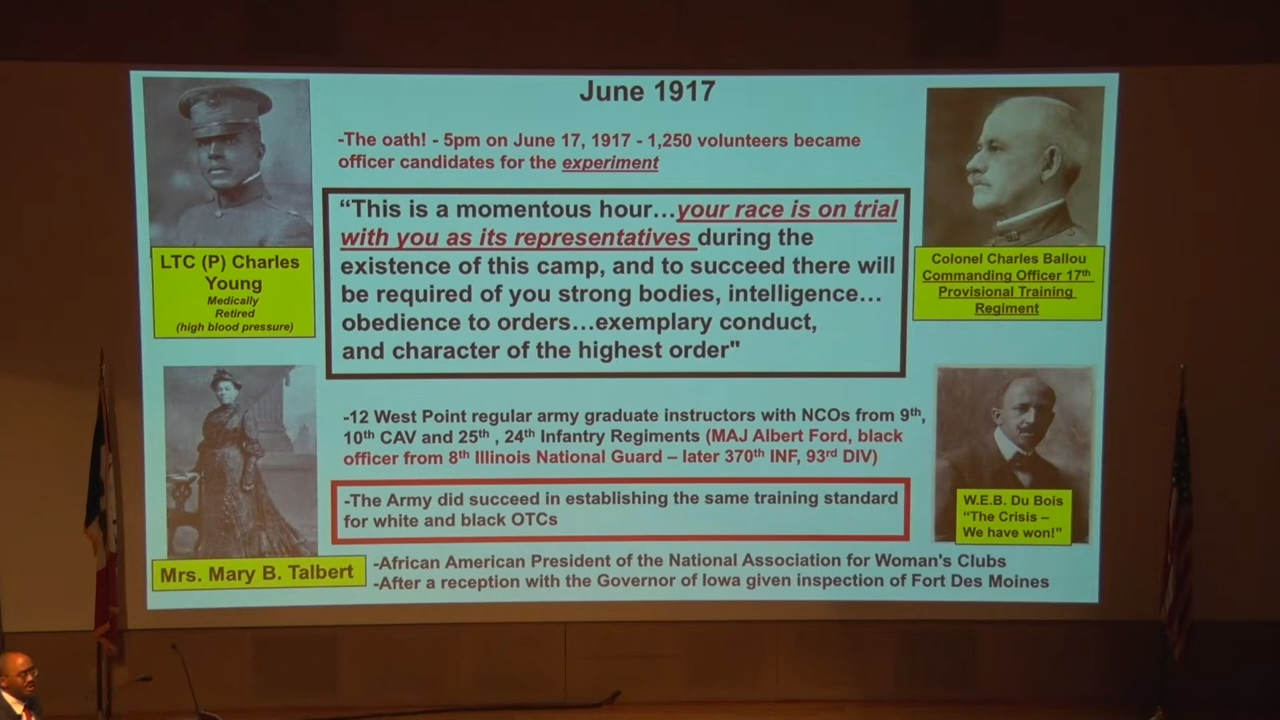 June 1917
-The oath! - 5pm on June 17, 1917 - 1,250 volunteers became
officer candidates for the experiment
"This is a momentous hour…your race is on trial
with you as its representatives during the
existence of this camp, and to succeed there will
be required of you strong bodies, intelligence…
obedience to orders…exemplary conduct,
and character of the highest order"
LTC (P) Charles
Young
Medically
Retired
(high blood pressure)
Colonel Charles Ballou
Commanding Officer 17th
Provisional Training
Regiment
-12 West Point regular army graduate instructors with NCOs from 9th,
10th CAV and 25th , 24th Infantry Regiments (MAJ Albert Ford, black
officer from 8th Illinois National Guard – later 370th INF, 93rd DIV)
-The Army did succeed in establishing the same training standard
for white and black OTCs
W.E.B. Du Bois
"The Crisis –
We have won!"
Mrs. Mary B. Talbert
-African American President of the National Association for Woman's Clubs
-After a reception with the Governor of Iowa given inspection of Fort Des Moines